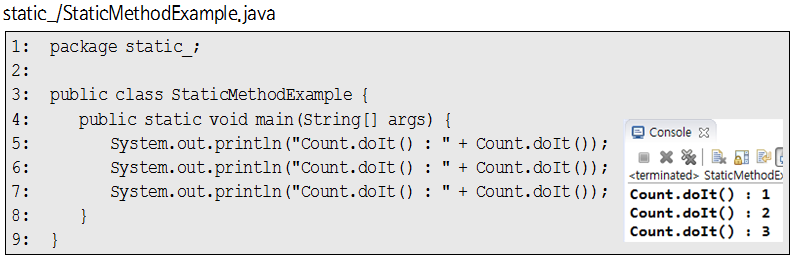 static_/StaticMethodExample.java
1: package static_;
2:
3: public class StaticMethodExample {
4: public static void main(String[] args) {
5: System.out.println("Count.doIt() : " + Count.doIt());
6: System.out.println("Count.doIt() : " + Count.doIt());
7: System.out.println("Count.doIt() : " + Count.doIt());
8: }
9: }
Console
<terminated> StaticMethodEx
Count.doIt() : 1
Count.doIt() : 2
Count.doIt() : 3